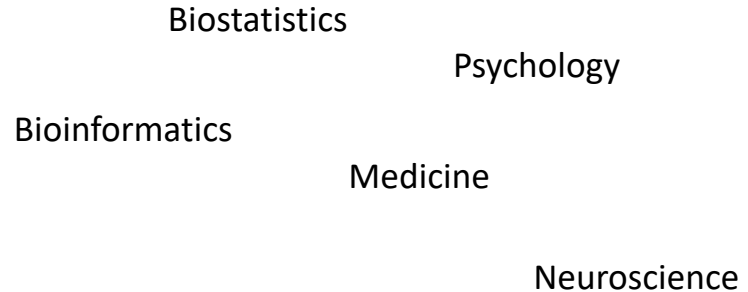 Biostatistics
Psychology
Bioinformatics
Medicine
Neuroscience